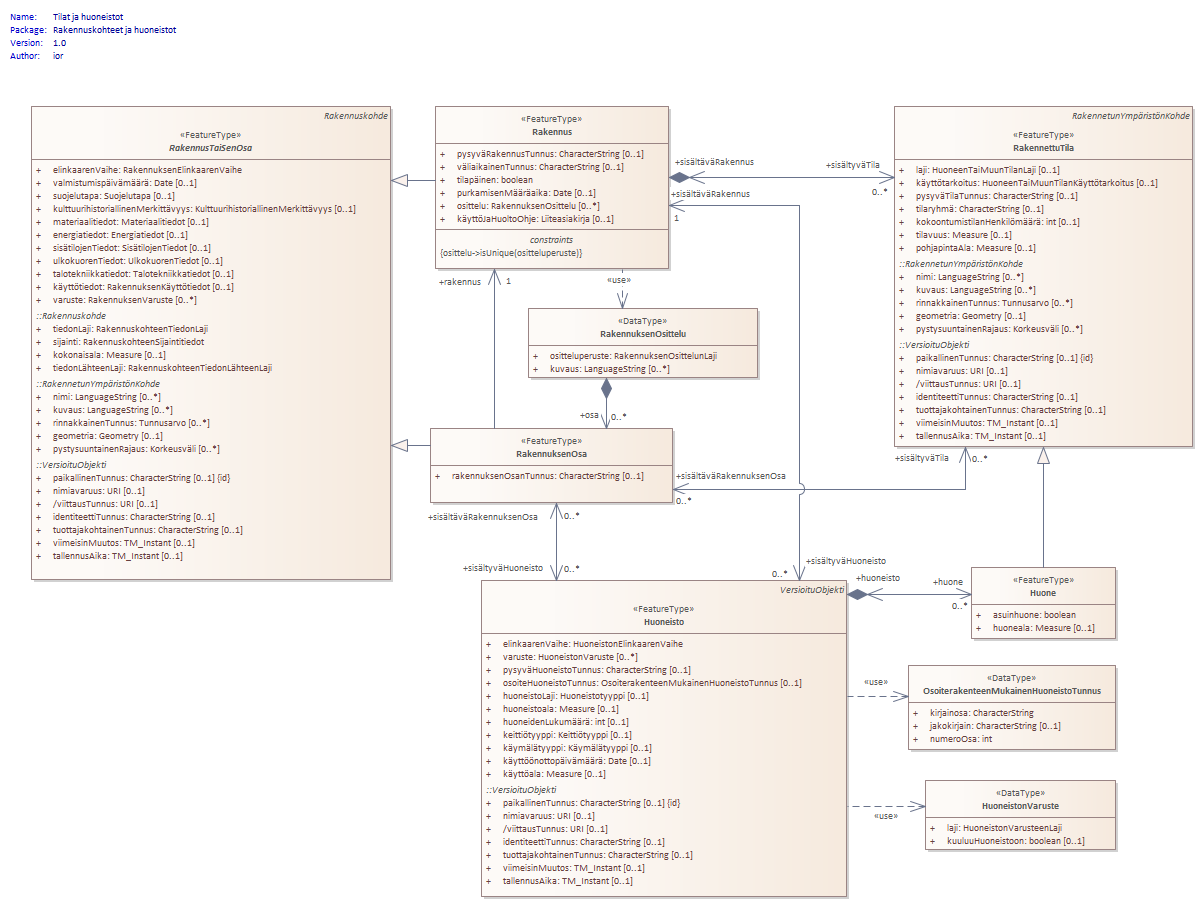 Name: Tilat ja huoneistot
Package: Rakennuskohteet ja huoneistot
Version: 1.0
Author: ior
Rakennuskohde
«FeatureType»
RakennusTaiSenOsa
+ elinkaarenVaihe: RakennuksenElinkaarenVaihe
+ valmistumispäivämäärä: Date [0..1]
+ suojelutapa: Suojelutapa [0..1]
+ kulttuurihistoriallinenMerkittävyys: KulttuurihistoriallinenMerkittävyys [0..1]
+ materiaalitiedot: Materiaalitiedot [0..1]
+ energiatiedot: Energiatiedot [0..1]
+ sisätilojenTiedot: SisätilojenTiedot [0..1]
+ ulkokuorenTiedot: UlkokuorenTiedot [0..1]
+ talotekniikkatiedot: Talotekniikkatiedot [0..1]
+ käyttötiedot: RakennuksenKäyttötiedot [0..1]
+ varuste: RakennuksenVaruste [0..*]
::Rakennuskohde
+ tiedonLaji: RakennuskohteenTiedonLaji
+ sijainti: RakennuskohteenSijaintitiedot
+ kokonaisala: Measure [0..1]
+ tiedonLähteenLaji: RakennuskohteenTiedonLähteenLaji
::RakennetunYmpäristönKohde
+ nimi: LanguageString [0..*]
+ kuvaus: LanguageString [0..*]
+ rinnakkainenTunnus: Tunnusarvo [0..*]
+ geometria: Geometry [0..1]
+ pystysuuntainenRajaus: Korkeusväli [0..*]
::VersioituObjekti
+ paikallinenTunnus: CharacterString [0..1] {id}
+ nimiavaruus: URI [0..1]
+ /viittausTunnus: URI [0..1]
+ identiteettiTunnus: CharacterString [0..1]
+ tuottajakohtainenTunnus: CharacterString [0..1]
+ viimeisinMuutos: TM_Instant [0..1]
+ tallennusAika: TM_Instant [0..1]
«FeatureType»
Rakennus
+ pysyväRakennusTunnus: CharacterString [0..1]
+ väliaikainenTunnus: CharacterString [0..1]
+ tilapäinen: boolean
+ purkamisenMääräaika: Date [0..1]
+ osittelu: RakennuksenOsittelu [0..*]
+ käyttöJaHuoltoOhje: Liiteasiakirja [0..1]
constraints
{osittelu->isUnique(ositteluperuste)}
+sisältäväRakennus
+sisältyväTila
0..*
+sisältäväRakennus
1
RakennetunYmpäristönKohde
«FeatureType»
RakennettuTila
+ laji: HuoneenTaiMuunTilanLaji [0..1]
+ käyttötarkoitus: HuoneenTaiMuunTilanKäyttötarkoitus [0..1]
+ pysyväTilaTunnus: CharacterString [0..1]
+ tilaryhmä: CharacterString [0..1]
+ kokoontumistilanHenkilömäärä: int [0..1]
+ tilavuus: Measure [0..1]
+ pohjapintaAla: Measure [0..1]
::RakennetunYmpäristönKohde
+ nimi: LanguageString [0..*]
+ kuvaus: LanguageString [0..*]
+ rinnakkainenTunnus: Tunnusarvo [0..*]
+ geometria: Geometry [0..1]
+ pystysuuntainenRajaus: Korkeusväli [0..*]
::VersioituObjekti
+ paikallinenTunnus: CharacterString [0..1] {id}
+ nimiavaruus: URI [0..1]
+ /viittausTunnus: URI [0..1]
+ identiteettiTunnus: CharacterString [0..1]
+ tuottajakohtainenTunnus: CharacterString [0..1]
+ viimeisinMuutos: TM_Instant [0..1]
+ tallennusAika: TM_Instant [0..1]
+rakennus
1
«use»
«DataType»
RakennuksenOsittelu
+ ositteluperuste: RakennuksenOsittelunLaji
+ kuvaus: LanguageString [0..*]
+osa
0..*
«FeatureType»
RakennuksenOsa
+ rakennuksenOsanTunnus: CharacterString [0..1]
+sisältäväRakennuksenOsa
0..*
+sisältyväTila
0..*
+sisältäväRakennuksenOsa
0..*
+sisältyväHuoneisto
0..*
+sisältyväHuoneisto
0..*
VersioituObjekti
«FeatureType»
Huoneisto
+ elinkaarenVaihe: HuoneistonElinkaarenVaihe
+ varuste: HuoneistonVaruste [0..*]
+ pysyväHuoneistoTunnus: CharacterString [0..1]
+ osoiteHuoneistoTunnus: OsoiterakenteenMukainenHuoneistoTunnus [0..1]
+ huoneistoLaji: Huoneistotyyppi [0..1]
+ huoneistoala: Measure [0..1]
+ huoneidenLukumäärä: int [0..1]
+ keittiötyyppi: Keittiötyyppi [0..1]
+ käymälätyyppi: Käymälätyyppi [0..1]
+ käyttöönottopäivämäärä: Date [0..1]
+ käyttöala: Measure [0..1]
::VersioituObjekti
+ paikallinenTunnus: CharacterString [0..1] {id}
+ nimiavaruus: URI [0..1]
+ /viittausTunnus: URI [0..1]
+ identiteettiTunnus: CharacterString [0..1]
+ tuottajakohtainenTunnus: CharacterString [0..1]
+ viimeisinMuutos: TM_Instant [0..1]
+ tallennusAika: TM_Instant [0..1]
+huoneisto
+huone
0..*
«FeatureType»
Huone
+ asuinhuone: boolean
+ huoneala: Measure [0..1]
«use»
«DataType»
OsoiterakenteenMukainenHuoneistoTunnus
+ kirjainosa: CharacterString
+ jakokirjain: CharacterString [0..1]
+ numeroOsa: int
«use»
«DataType»
HuoneistonVaruste
+ laji: HuoneistonVarusteenLaji
+ kuuluuHuoneistoon: boolean [0..1]